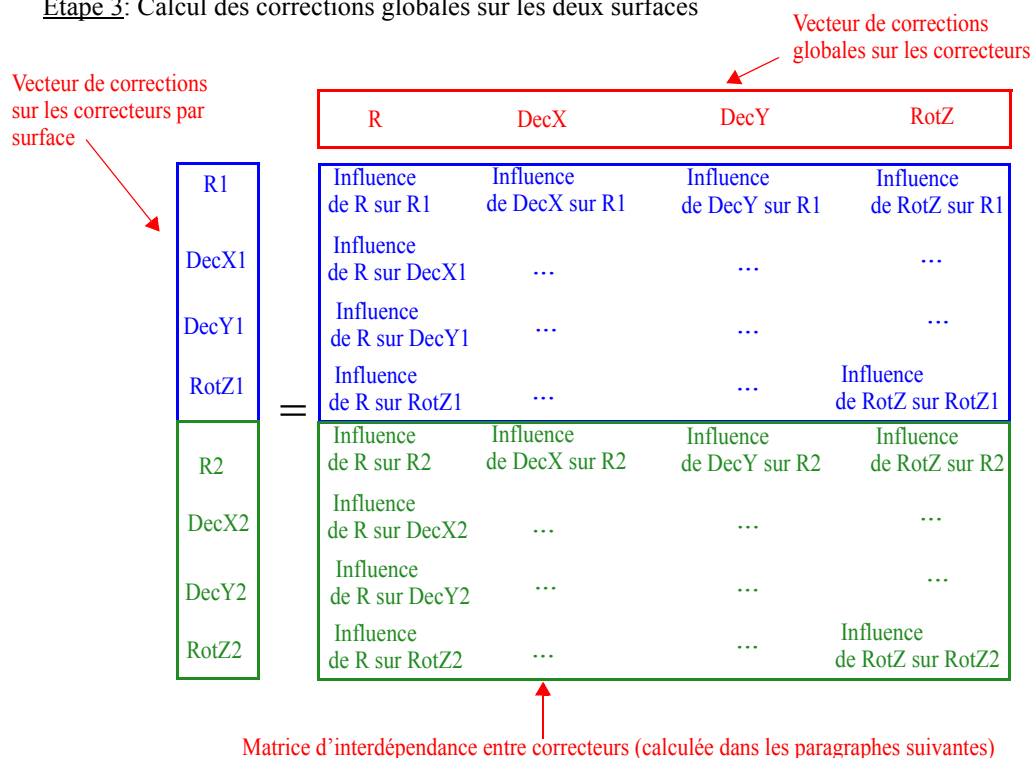 Etape 3: Calcul des corrections globales sur les deux surfaces
Vecteur de corrections
globales sur les correcteurs
Vecteur de corrections
sur les correcteurs par
surface
R DecX DecY RotZ
R1
Influence Influence Influence Influence
de R sur R1 de DecX sur R1 de DecY sur R1 de RotZ sur R1
Influence
DecX1 de R sur DecX1 ... ... ...
Influence
DecY1 de R sur DecY1 ... ... ...
Influence Influence
RotZ1 de R sur RotZ1 ... ... de RotZ sur RotZ1
=
Influence Influence Influence Influence
R2 de R sur R2 de DecX sur R2 de DecY sur R2 de RotZ sur R2
Influence
DecX2 de R sur DecX2 ... ... ...
Influence
DecY2 de R sur DecY2 ... ... ...
Influence Influence
RotZ2 de R sur RotZ2 ... ... de RotZ sur RotZ2
Matrice d’interdépendance entre correcteurs (calculée dans les paragraphes suivantes)